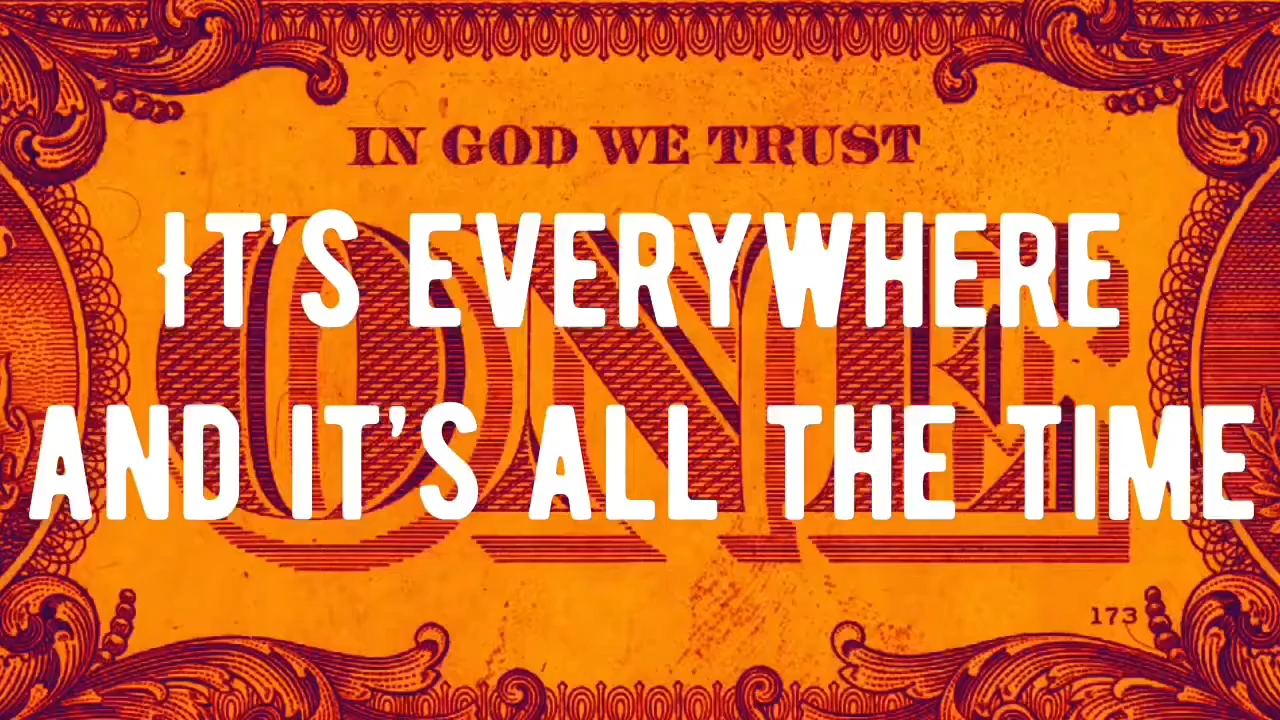 IN GOD WE TRUST
IT'S EVERYWHERE
ONE
AND IT'S ALL THE TIME
173